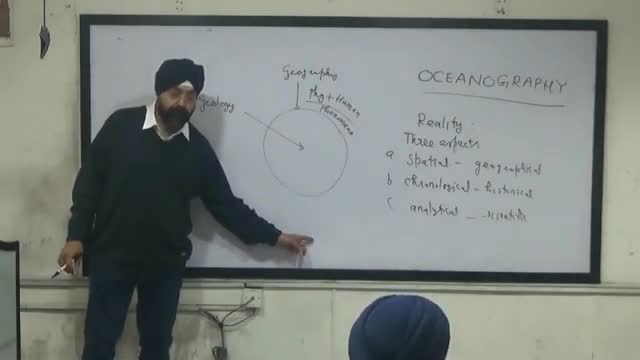 Geography
Phy + Human
Phenomena
Geology
OCEANOGRAPHY
Reality.
Three aspects
a spatial - geographical
b chronological - historical
c analytical - scientific